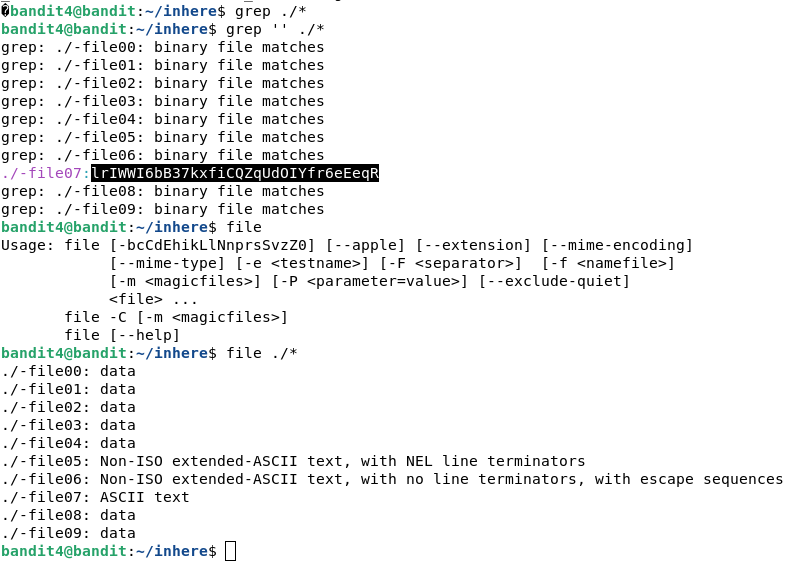 �bandit4@bandit:~/inhere$ grep ./*
bandit4@bandit:~/inhere$ grep '' ./*
grep: ./-file00: binary file matches
grep: ./-file01: binary file matches
grep: ./-file02: binary file matches
grep: ./-file03: binary file matches
grep: ./-file04: binary file matches
grep: ./-file05: binary file matches
grep: ./-file06: binary file matches
./-file07:lrIWWI6bB37kxfiCQZqUdOIYfr6eEeqR
grep: ./-file08: binary file matches
grep: ./-file09: binary file matches
bandit4@bandit:~/inhere$ file
Usage: file [-bcCdEhikLlNnprsSvzZ0] [--apple] [--extension] [--mime-encoding]
            [--mime-type] [-e <testname>] [-F <separator>]  [-f <namefile>]
            [-m <magicfiles>] [-P <parameter=value>] [--exclude-quiet]
            <file> ...
       file -C [-m <magicfiles>]
       file [--help]
bandit4@bandit:~/inhere$ file ./*
./-file00: data
./-file01: data
./-file02: data
./-file03: data
./-file04: data
./-file05: Non-ISO extended-ASCII text, with NEL line terminators
./-file06: Non-ISO extended-ASCII text, with no line terminators, with escape sequences
./-file07: ASCII text
./-file08: data
./-file09: data
bandit4@bandit:~/inhere$